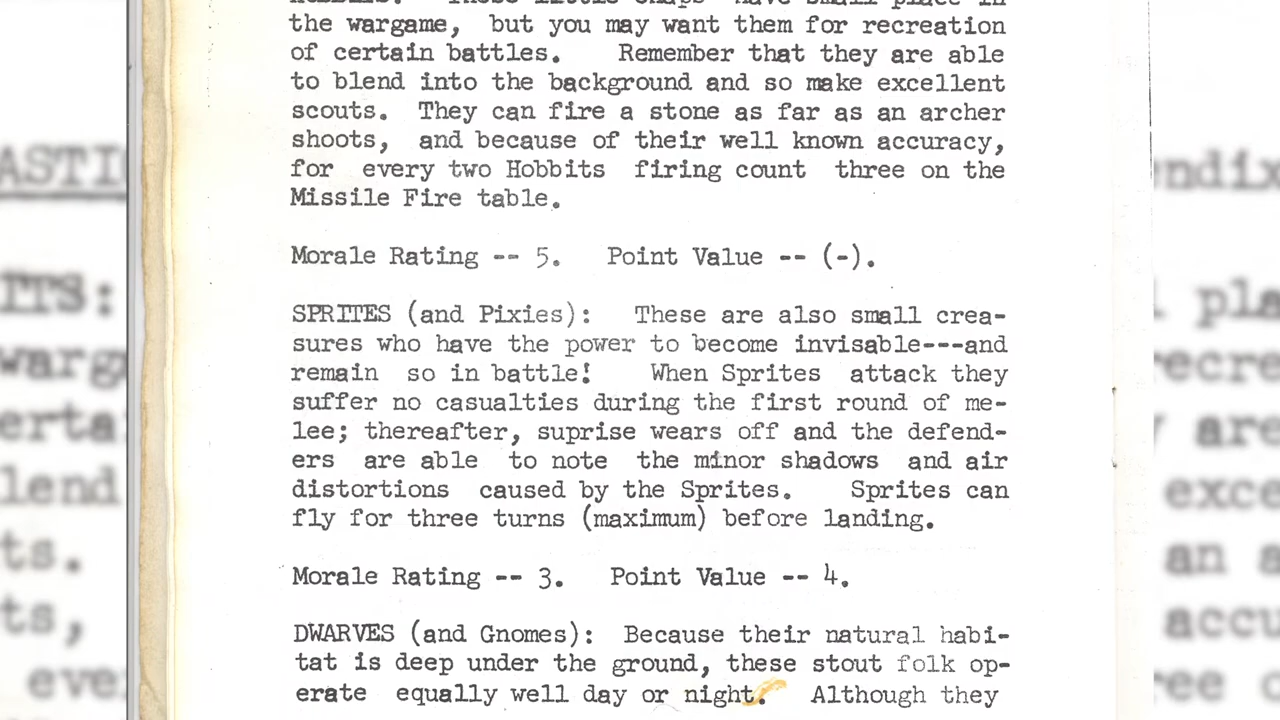 HOBBITS: These little chaps have small place in
the wargame, but you may want them for recreation
of certain battles. Remember that they are able
to blend into the background and so make excellent
scouts. They can fire a stone as far as an archer
shoots, and because of their well known accuracy,
for every two Hobbits firing count three on the
Missile Fire table.
Morale Rating -- 5. Point Value -- (-).
SPRITES (and Pixies): These are also small crea-
sures who have the power to become invisable---and
remain so in battle! When Sprites attack they
suffer no casualties during the first round of me-
lee; thereafter, suprise wears off and the defend-
ers are able to note the minor shadows and air
distortions caused by the Sprites. Sprites can
fly for three turns (maximum) before landing.
Morale Rating -- 3. Point Value -- 4.
DWARVES (and Gnomes): Because their natural habi-
tat is deep under the ground, these stout folk op-
erate equally well day or night. Although they